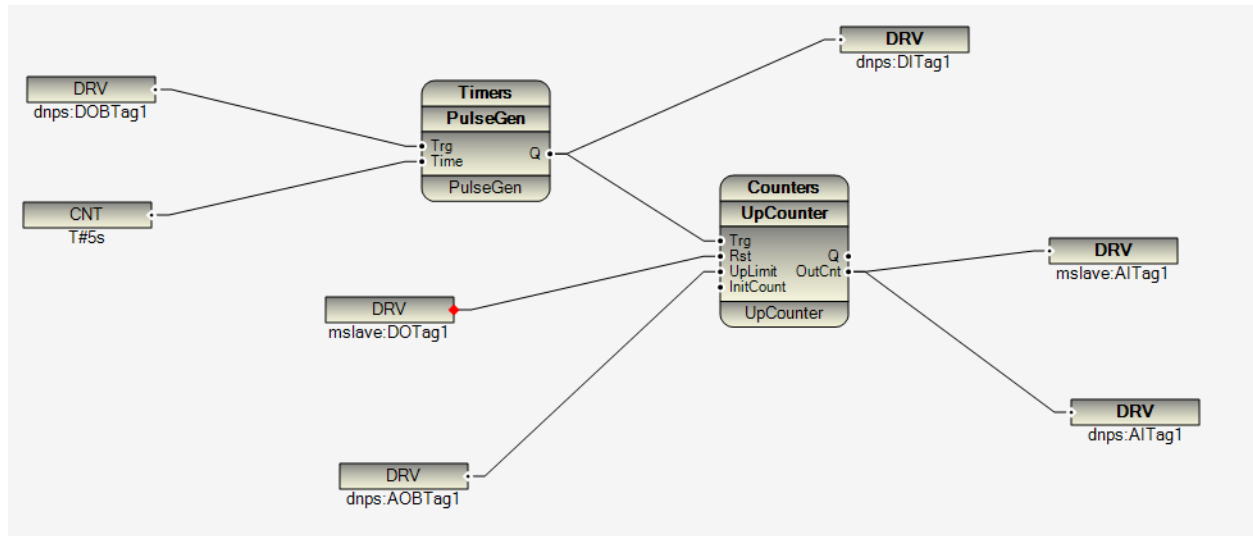 DRV
dnps:DITag1
DRV
dnps:DOBTag1
Timers
PulseGen
Trg
Time
Q
PulseGen
CNT
T#5s
Counters
UpCounter
Trg
Rst
Q
UpLimit OutCnt
InitCount
UpCounter
DRV
mslave:AITag1
DRV
mslave:DOTag1
DRV
dnps:AITag1
DRV
dnps:AOBTag1